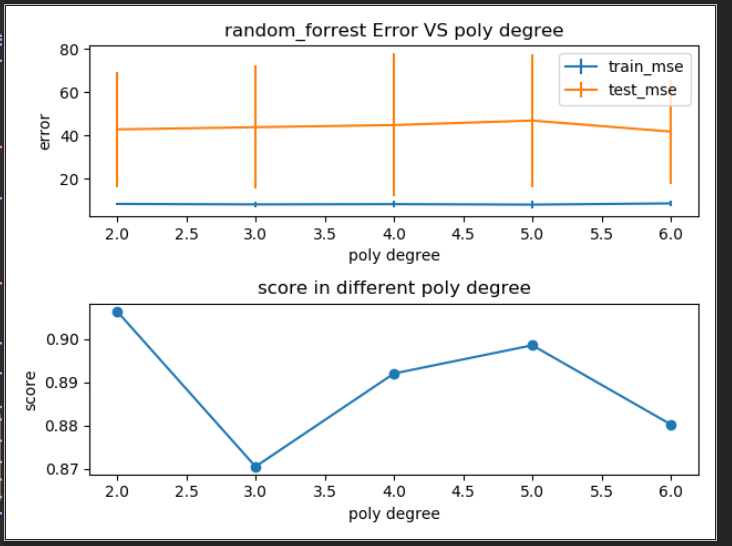 random_forrest Error VS poly degree
80
60
40
20
error
train_mse
test_mse
2.0 2.5 3.0 3.5 4.0 4.5 5.0 5.5 6.0
poly degree
score in different poly degree
0.90
0.89
0.88
0.87
score
2.0 2.5 3.0 3.5 4.0 4.5 5.0 5.5 6.0
poly degree